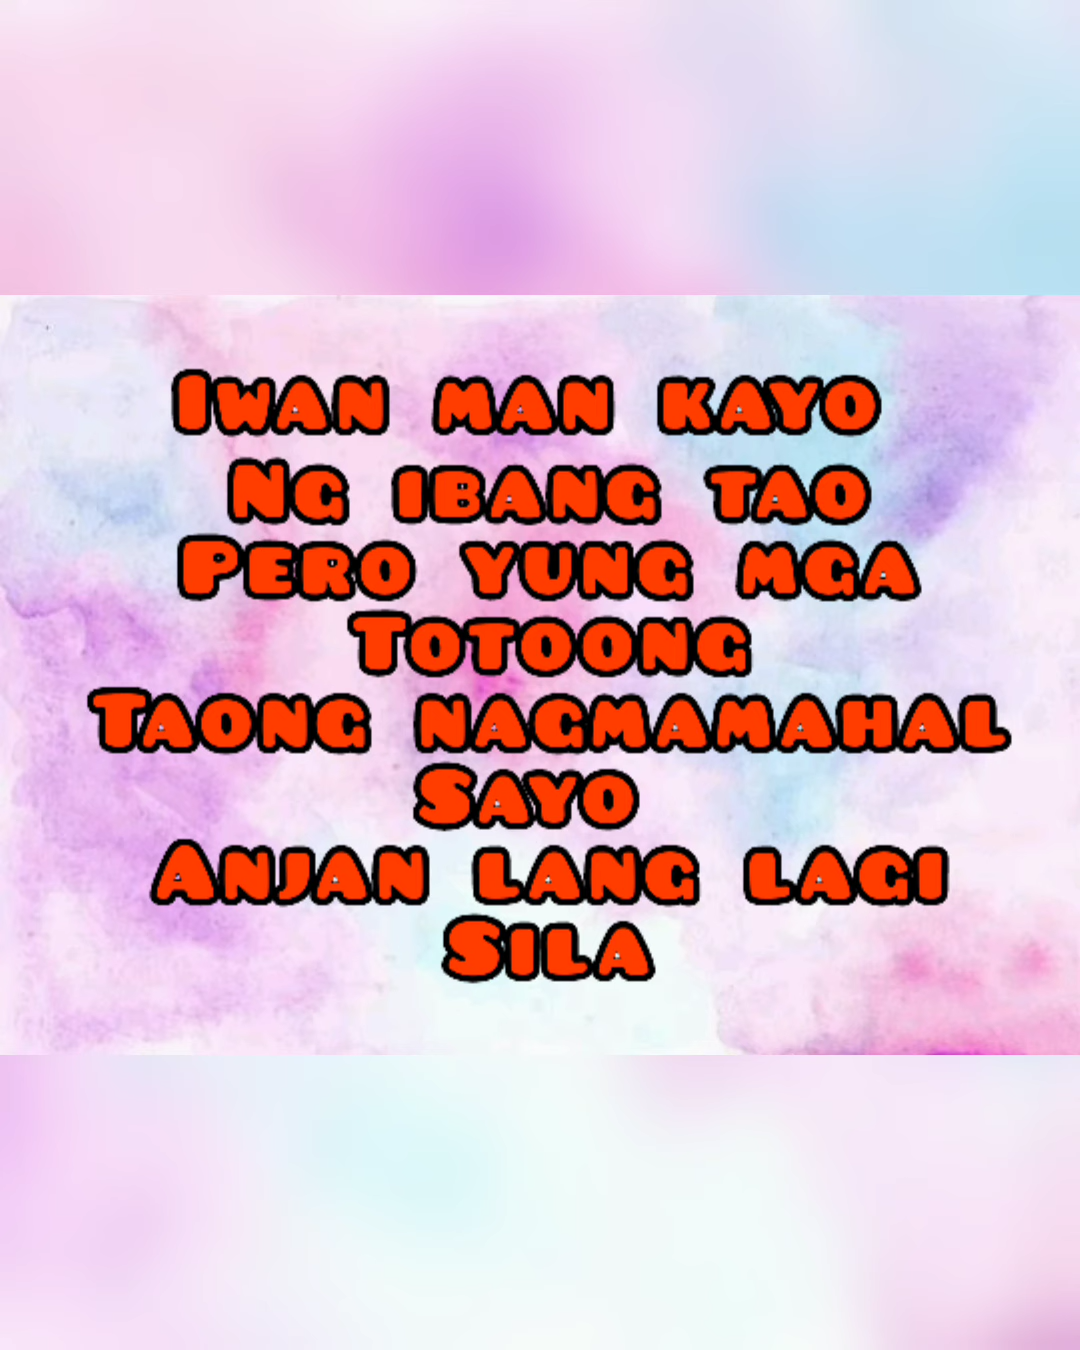 Iwan man kayo
Ng ibang tao
Pero yung mga
Totoong
Taong nagmamahal
Sayo
Anjan lang lagi
Sila